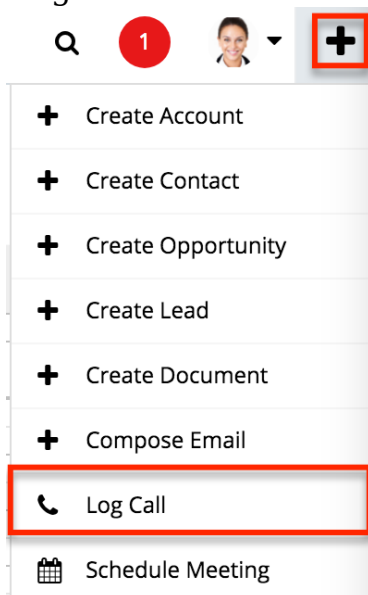 1
Create Account
Create Contact
Create Opportunity
Create Lead
Create Document
Compose Email
Log Call
Schedule Meeting